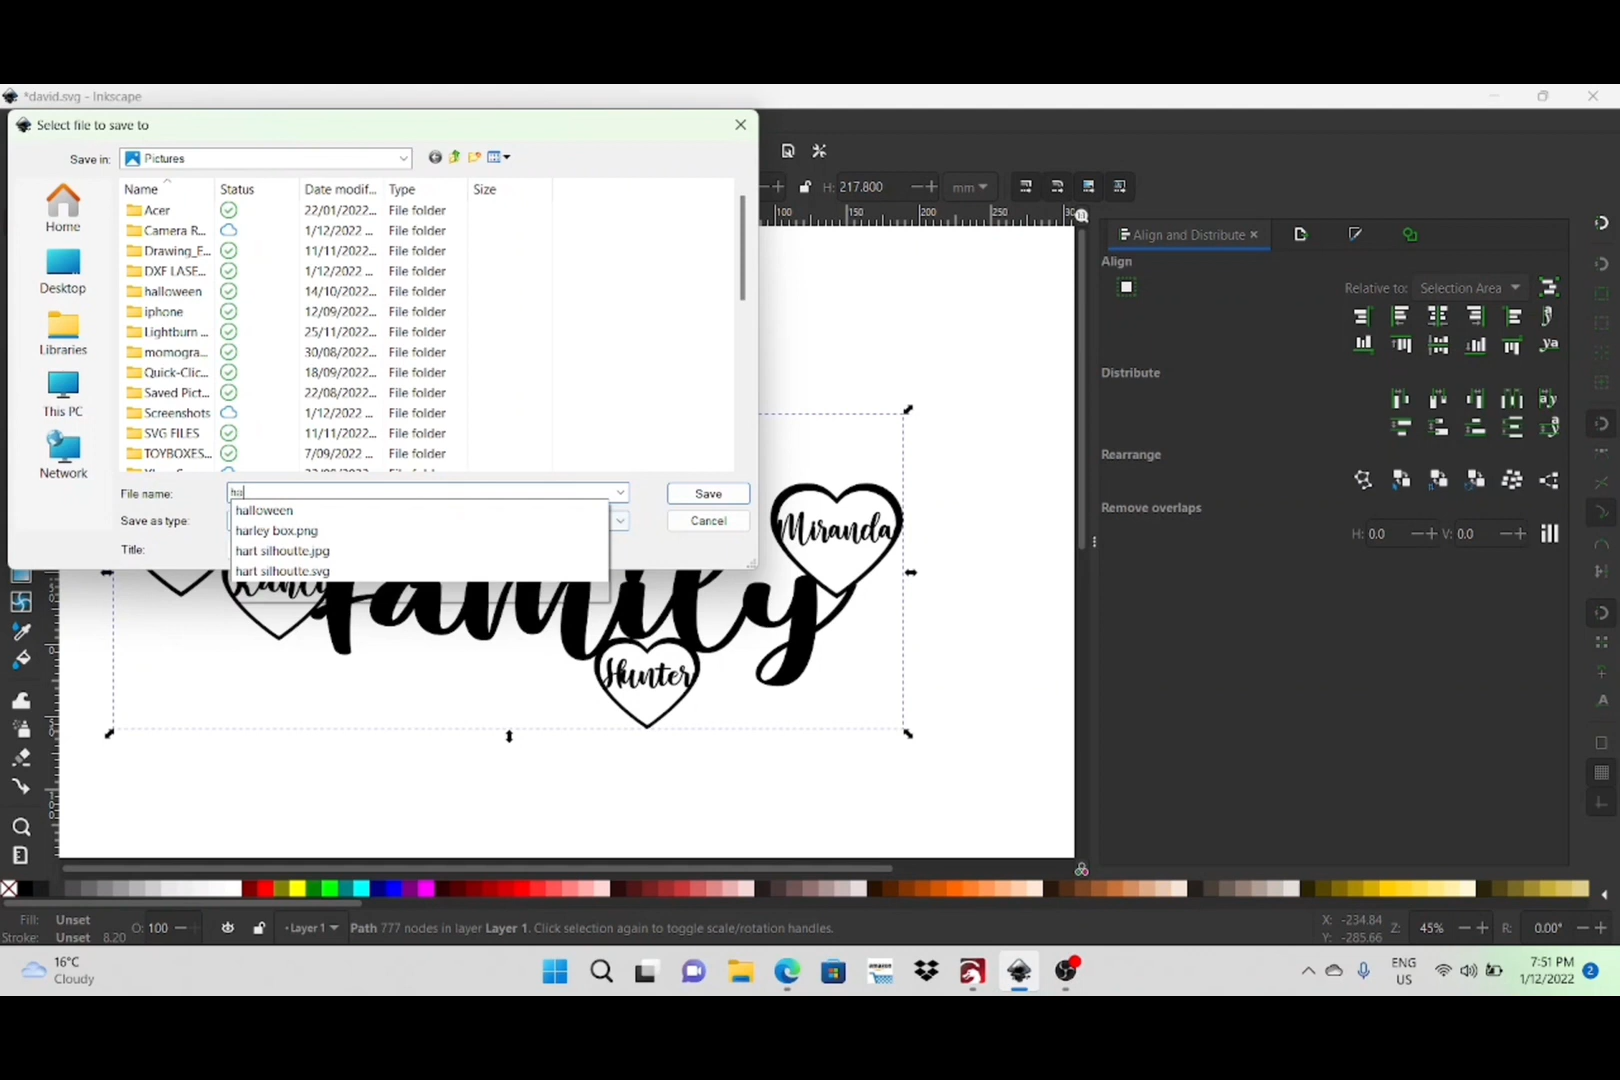 *david.svg - Inkscape
Select file to save to
Save in: Pictures
Name Status Date modif... Type Size
Acer 22/01/2022... File folder
Camera R... 1/12/2022 ... File folder
Drawing_E... 11/11/2022... File folder
DXF LASE... 1/12/2022... File folder
halloween 14/10/2022... File folder
iphone 12/09/2022... File folder
Lightburn ... 25/11/2022... File folder
momogra... 30/08/2022... File folder
Quick-Clic... 18/09/2022... File folder
Saved Pict... 22/08/2022... File folder
Screenshots 1/12/2022 ... File folder
SVG FILES 11/11/2022... File folder
TOYBOXES... 7/09/2022... File folder
Home
Desktop
Libraries
This PC
Network
File name: ha
Save
Save as type:
Cancel
Title:
halloween
harley box.png
hart silhoutte.jpg
hart silhoutte.svg
H: 217.800 mm
100 150 200 250
Align and Distribute
Align
Relative to: Selection Area
Distribute
Rearrange
Remove overlaps
H: 0.0 V: 0.0
Miranda
family
Hunter
Fill: Unset
Stroke: Unset 8.20
O: 100
Layer 1
Path 777 nodes in layer Layer 1. Click selection again to toggle scale/rotation handles.
X: -234.84
Y: -285.66
Z: 45%
R: 0.00°
16°C
Cloudy
amazon
ENG
US
7:51 PM
1/12/2022
2